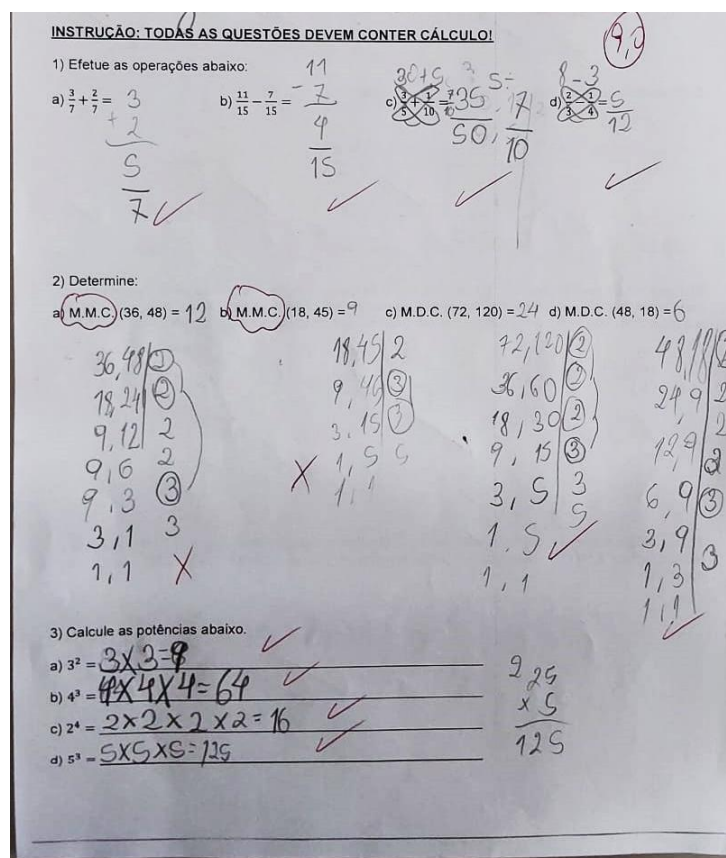 INSTRUÇÃO: TODAS AS QUESTÕES DEVEM CONTER CÁLCULO!
9,0
1) Efetue as operações abaixo:
a) 3/7 + 2/7 = 3 + 2 5/7
b) 11/15 - 7/15 = 11 - 7 4/15
c) 3/5 + 1/10 = 30+5 35/50 7/10
d) 2/3 - 1/4 = 8-3 5/12
2) Determine:
a) M.M.C. (36, 48) = 12 b) M.M.C. (18, 45) = 9 c) M.D.C. (72, 120) = 24 d) M.D.C. (48, 18) = 6
36,48 2
18,24 2
9,12 2
9,6 2
9,3 3
3,1 3
1,1
18,45 2
9,45 3
3,15 3
1,5 5
1,1
72,120 2
36,60 2
18,30 2
9,15 3
3,5 3
1,5 5
1,1
48,18 2
24,9 2
12,9 2
6,9 3
3,9 3
1,3
1,1
3) Calcule as potências abaixo.
a) 3² = 3X3=9
b) 4³ = 4X4X4=64
c) 2⁴ = 2×2×2×2=16
d) 5³ = 5X5X5=125
2 25
x 5
125